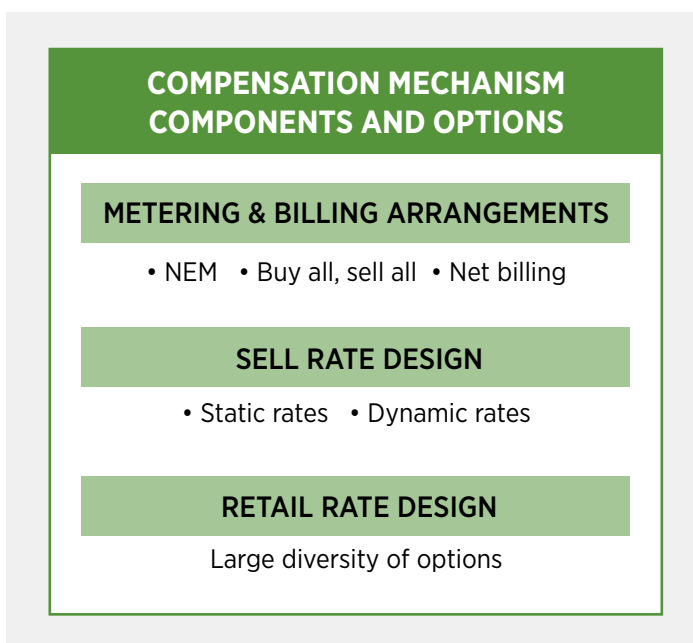 COMPENSATION MECHANISM
COMPONENTS AND OPTIONS
METERING & BILLING ARRANGEMENTS
• NEM • Buy all, sell all • Net billing
SELL RATE DESIGN
• Static rates • Dynamic rates
RETAIL RATE DESIGN
Large diversity of options